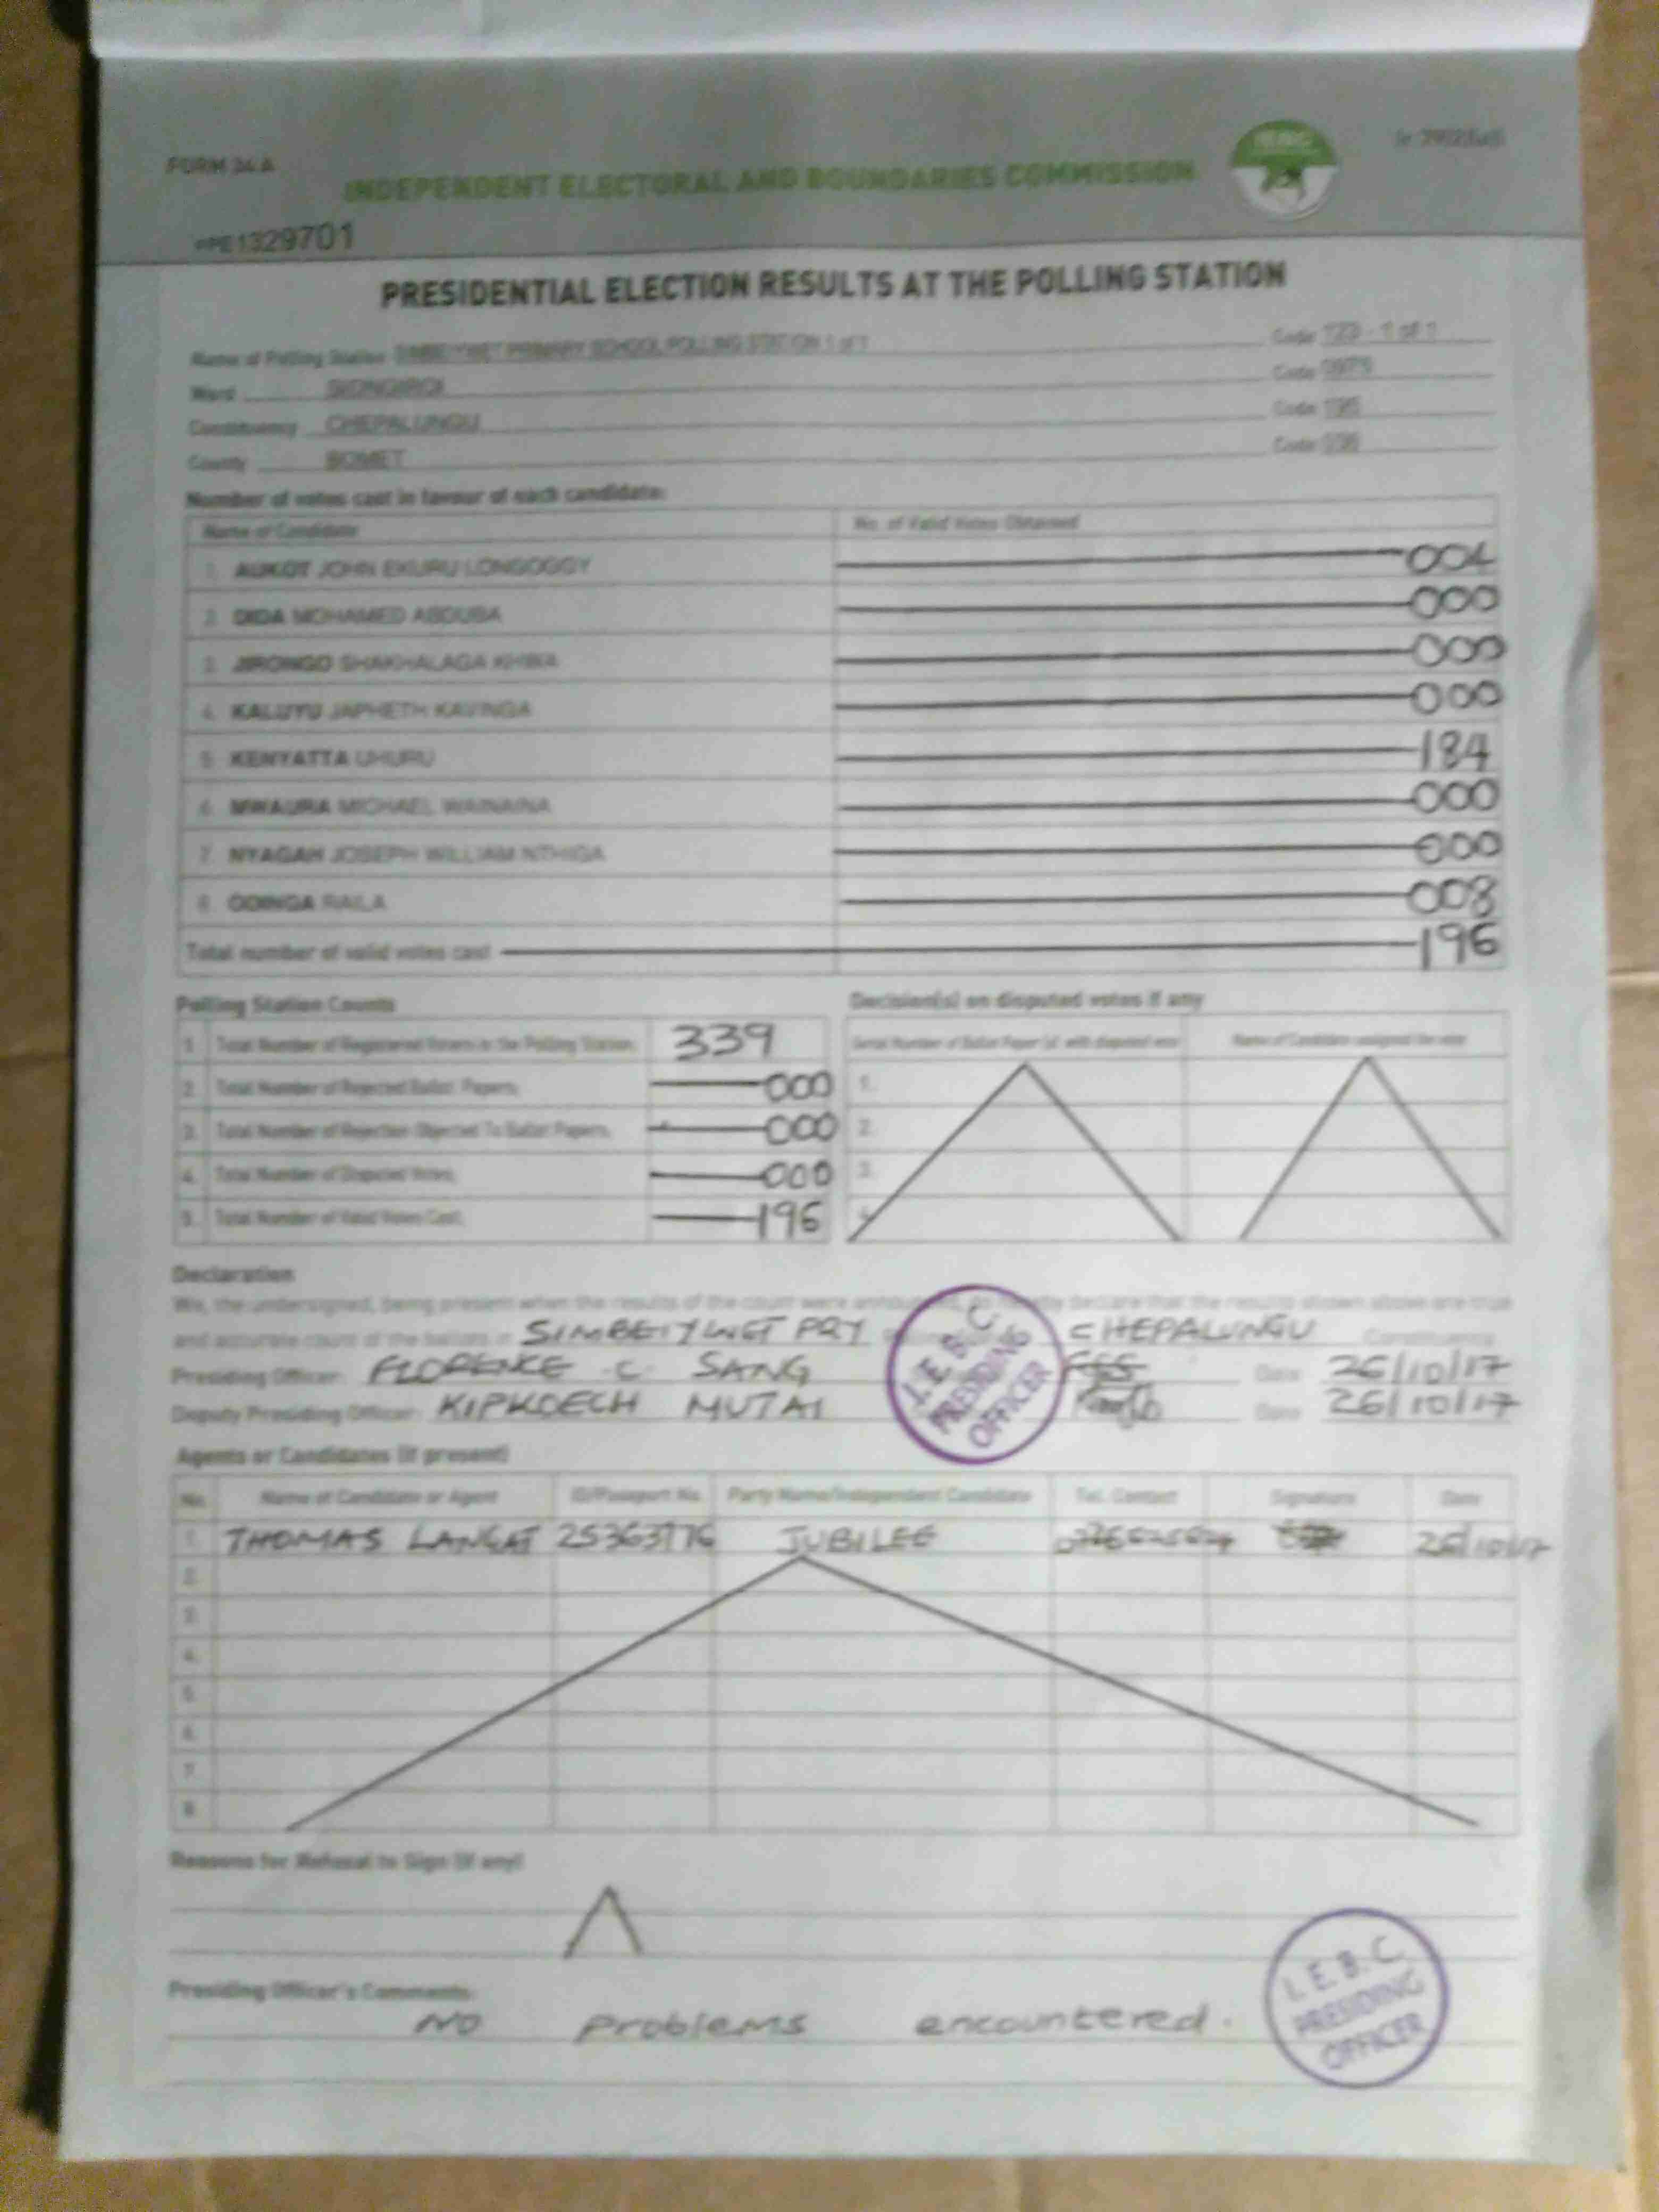 FORM 34 A
INDEPENDENT ELECTORAL AND BOUNDARIES COMMISSION
PE1329701
PRESIDENTIAL ELECTION RESULTS AT THE POLLING STATION
Name of Polling Station SIMBEIYWET PRIMARY SCHOOL POLLING STATION 1 of 1 Code 123 - 1 of 1
Ward SIONGIROI Code 0975
Constituency CHEPALUNGU Code 195
County BOMET Code 036
Number of votes cast in favour of each candidate:
Name of Candidate No. of Valid Votes Obtained
1. AUKOT JOHN EKURU LONGOGGY 004
2. DIDA MOHAMED ABDUBA 000
3. JIRONGO SHAKHALAGA KHWA 000
4. KALUYU JAPHETH KAVINGA 000
5. KENYATTA UHURU 184
6. MWAURA MICHAEL WAINAINA 000
7. NYAGAH JOSEPH WILLIAM NTHIGA 000
8. ODINGA RAILA 008
Total number of valid votes cast 196
Polling Station Counts
1. Total Number of Registered Voters in the Polling Station 339
2. Total Number of Rejected Ballot Papers 000
3. Total Number of Rejection Objected To Ballot Papers 000
4. Total Number of Disputed Votes 000
5. Total Number of Valid Votes Cast 196
Decision(s) on disputed votes if any
Serial Number of Ballot Paper (s) with disputed vote Name of Candidate assigned the vote
1.
2.
3.
4.
Declaration
We, the undersigned, being present when the results of the count were announced, do hereby declare that the results shown above are true
and accurate count of the ballots in SIMBEIYWET PRY CHEPALUNGU Constituency
Presiding Officer: FLORENCE C. SANG Date 26/10/17
Deputy Presiding Officer: KIPKOECH MUTAI Date 26/10/17
I.E.B.C
PRESIDING
OFFICER
Agents or Candidates (if present)
No. Name of Candidate or Agent ID/Passport No. Party Name/Independent Candidate Tel. Contact Signature Date
1. THOMAS LANGAT 25363776 JUBILEE 26/10/17
2.
3.
4.
5.
6.
7.
8.
Reasons for Refusal to Sign (if any)
Presiding Officer's Comments:
No problems encountered.
I.E.B.C.
PRESIDING
OFFICER